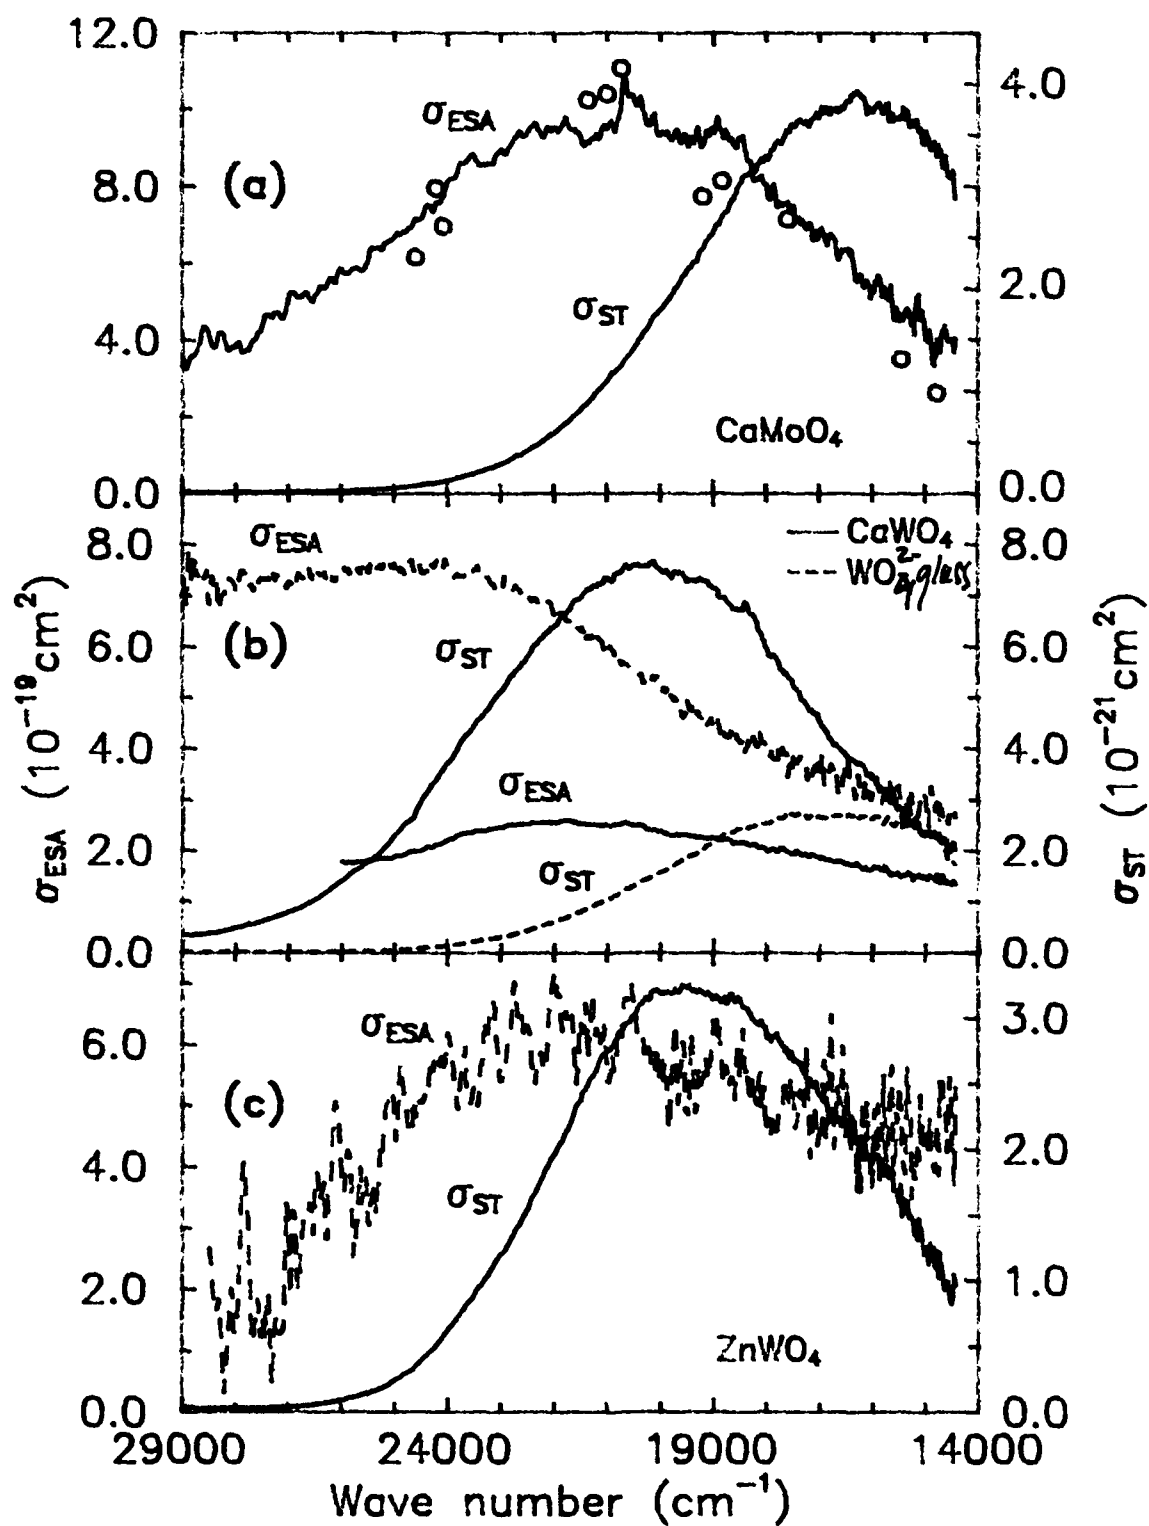 12.0
σESA
4.0
(a)
8.0
2.0
σST
4.0
CaMoO₄
0.0
0.0
σESA
CaWO₄
8.0
8.0
WO₄²⁻ glass
(b)
6.0
σST
6.0
σESA (10⁻¹⁹cm²)
σST (10⁻²¹cm²)
4.0
4.0
σESA
2.0
σST
2.0
0.0
0.0
σESA
3.0
6.0
(c)
4.0
2.0
σST
2.0
1.0
ZnWO₄
0.0
0.0
29000 24000 19000 14000
Wave number (cm⁻¹)